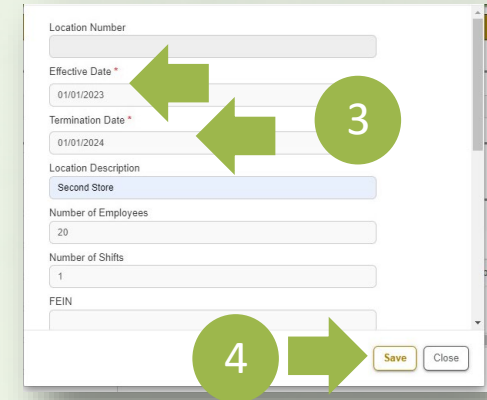 Location Number
Effective Date *
01/01/2023
Termination Date *
3
01/01/2024
Location Description
Second Store
Number of Employees
20
Number of Shifts
1
FEIN
4
Save Close